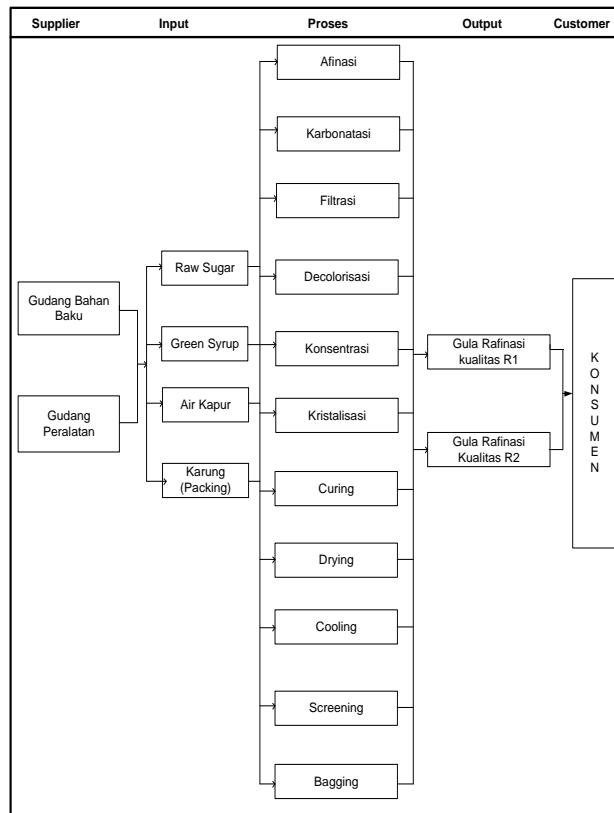 Supplier
Input
Proses
Output
Customer
Gudang Bahan
Baku
Gudang
Peralatan
Raw Sugar
Green Syrup
Air Kapur
Karung
(Packing)
Afinasi
Karbonatasi
Filtrasi
Decolorisasi
Konsentrasi
Kristalisasi
Curing
Drying
Cooling
Screening
Bagging
Gula Rafinasi
kualitas R1
Gula Rafinasi
Kualitas R2
K
O
N
S
U
M
E
N